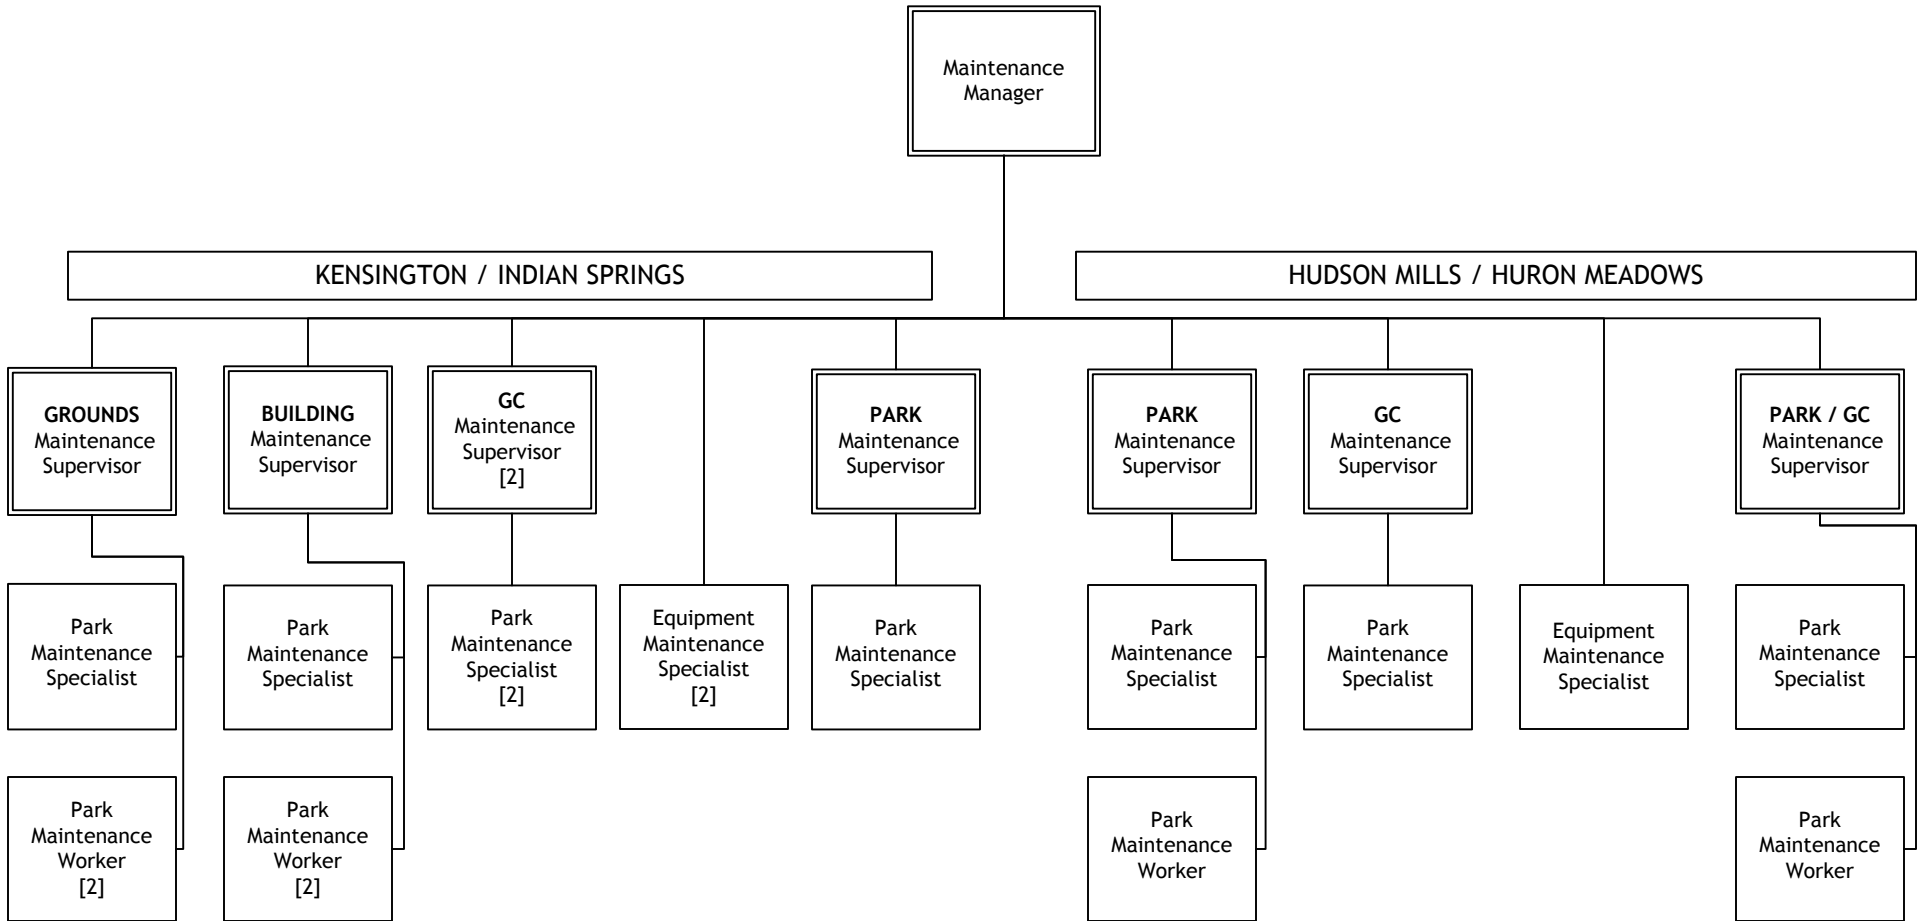 Maintenance
Manager
KENSINGTON / INDIAN SPRINGS
HUDSON MILLS / HURON MEADOWS
GROUNDS
Maintenance
Supervisor
BUILDING
Maintenance
Supervisor
GC
Maintenance
Supervisor
[2]
PARK
Maintenance
Supervisor
PARK
Maintenance
Supervisor
GC
Maintenance
Supervisor
PARK / GC
Maintenance
Supervisor
Park
Maintenance
Specialist
Park
Maintenance
Specialist
Park
Maintenance
Specialist
[2]
Equipment
Maintenance
Specialist
[2]
Park
Maintenance
Specialist
Park
Maintenance
Specialist
Park
Maintenance
Specialist
Equipment
Maintenance
Specialist
Park
Maintenance
Specialist
Park
Maintenance
Worker
[2]
Park
Maintenance
Worker
[2]
Park
Maintenance
Worker
Park
Maintenance
Worker